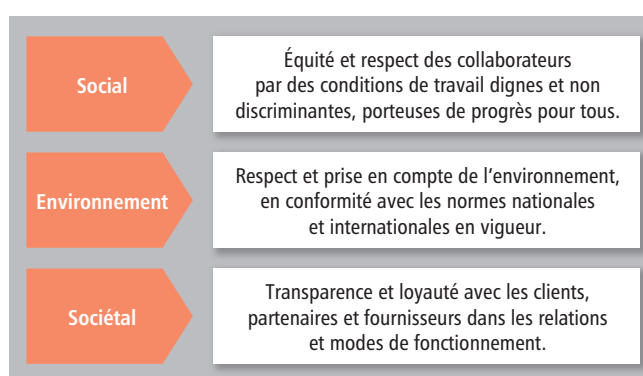 Social
Équité et respect des collaborateurs
par des conditions de travail dignes et non
discriminantes, porteuses de progrès pour tous.
Environnement
Respect et prise en compte de l’environnement,
en conformité avec les normes nationales
et internationales en vigueur.
Sociétal
Transparence et loyauté avec les clients,
partenaires et fournisseurs dans les relations
et modes de fonctionnement.